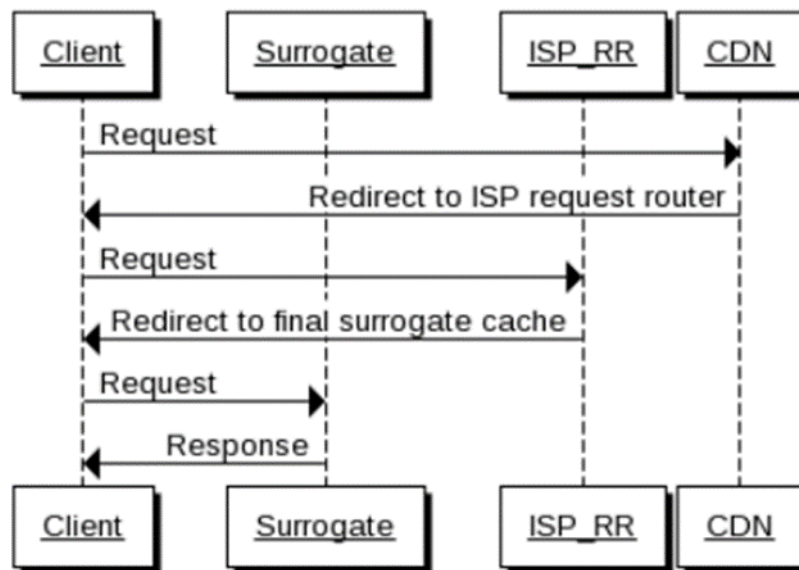 Client Surrogate ISP_RR CDN
Request
Redirect to ISP request router
Request
Redirect to final surrogate cache
Request
Response
Client Surrogate ISP_RR CDN